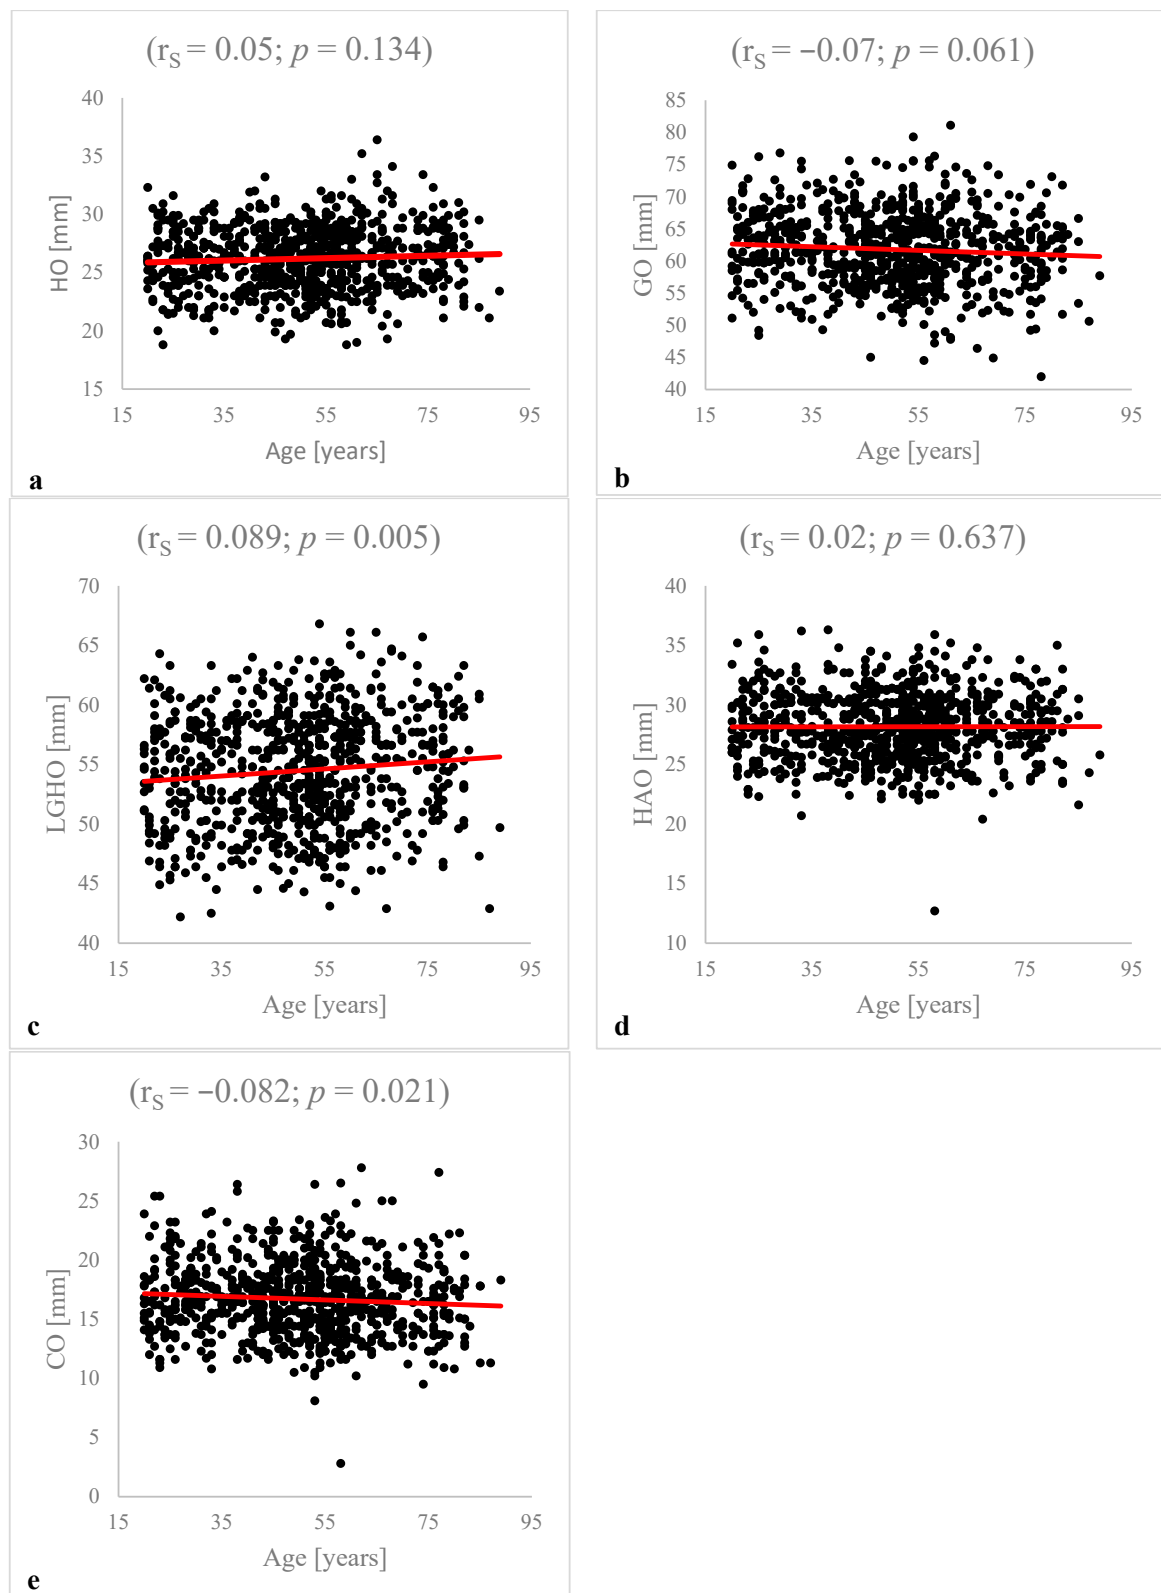 (rS = 0.05; p = 0.134)
40
35
30
25
20
15
HO [mm]
15 35 55 75 95
Age [years]
a
(rS = −0.07; p = 0.061)
85
80
75
70
65
60
55
50
45
40
GO [mm]
15 35 55 75 95
Age [years]
b
(rS = 0.089; p = 0.005)
70
65
60
55
50
45
40
LGHO [mm]
15 35 55 75 95
Age [years]
c
(rS = 0.02; p = 0.637)
40
35
30
25
20
15
10
HAO [mm]
15 35 55 75 95
Age [years]
d
(rS = −0.082; p = 0.021)
30
25
20
15
10
5
0
CO [mm]
15 35 55 75 95
Age [years]
e